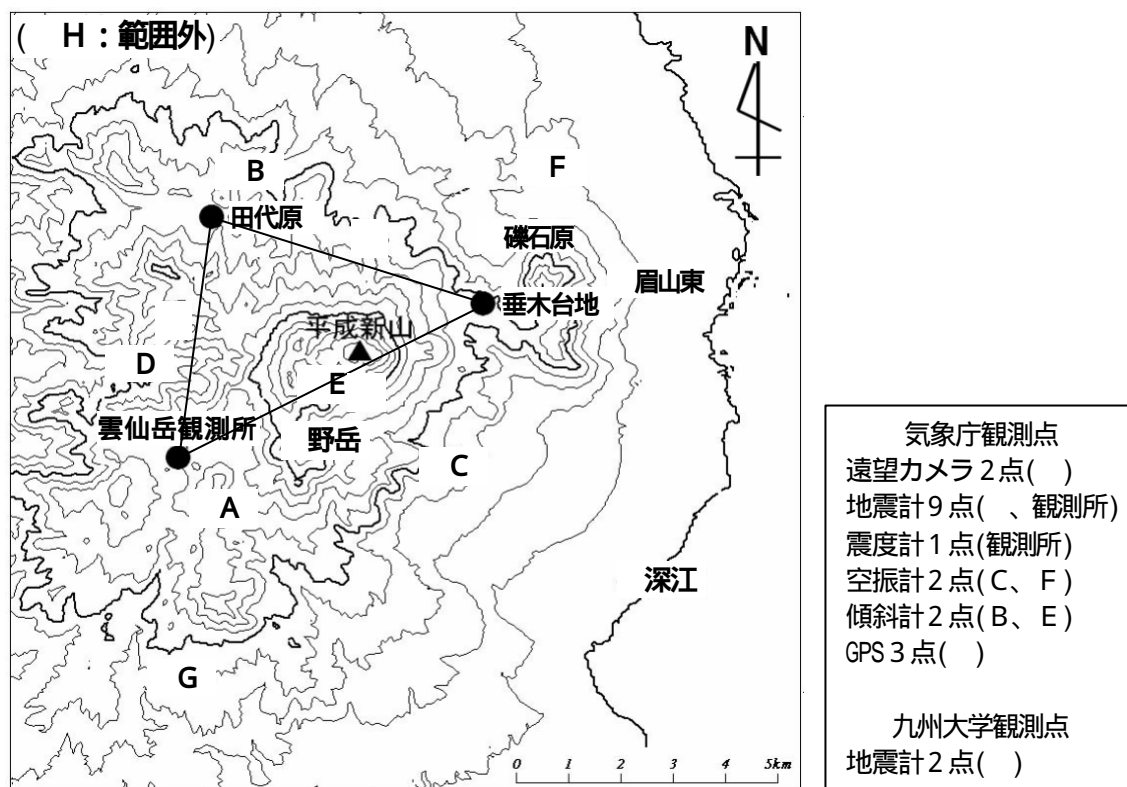 ( H：範囲外)
N
B
F
田代原
礫石原
眉山東
垂木台地
平成新山
D
E
雲仙岳観測所
野岳
C
A
深江
G
0 1 2 3 4 5km
気象庁観測点
遠望カメラ２点( )
地震計９点( 、観測所)
震度計１点(観測所)
空振計２点(Ｃ、Ｆ)
傾斜計２点(Ｂ、Ｅ)
GPS３点( )
九州大学観測点
地震計２点( )